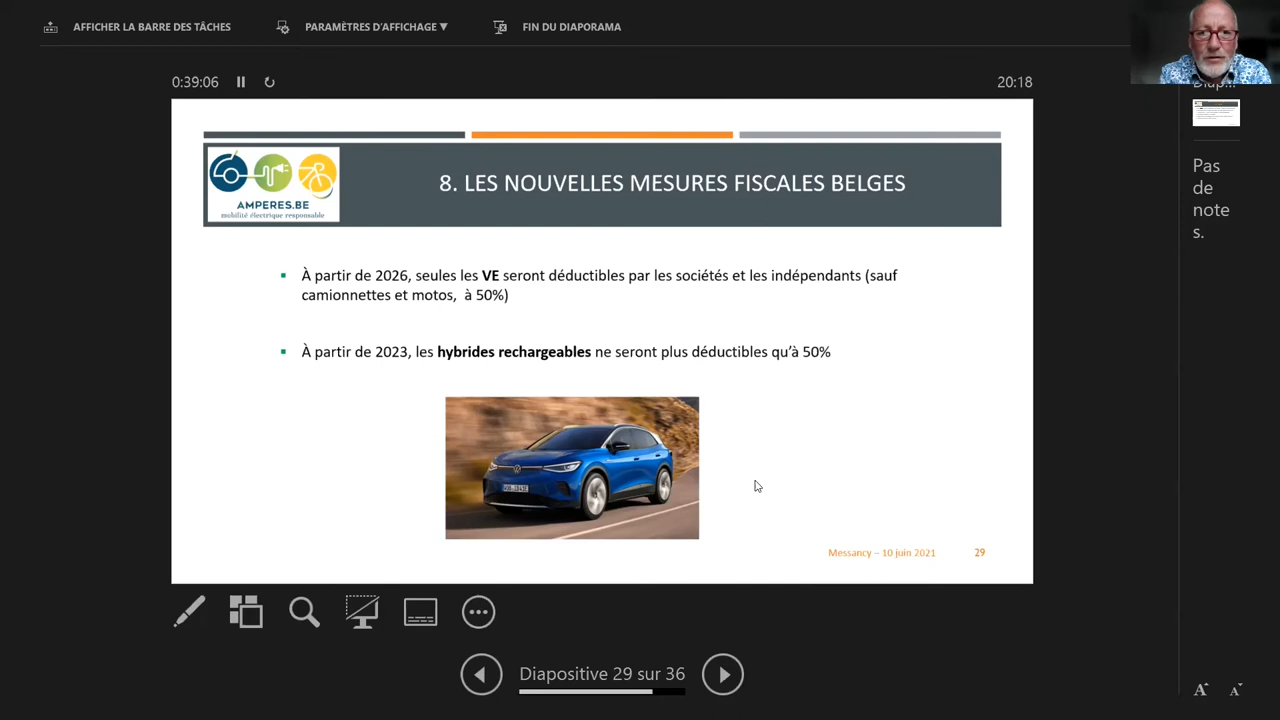 AFFICHER LA BARRE DES TÂCHES
PARAMÈTRES D'AFFICHAGE ▼
FIN DU DIAPORAMA
0:39:06
20:18
AMPERES.BE
mobilité électrique responsable
8. LES NOUVELLES MESURES FISCALES BELGES
À partir de 2026, seules les VE seront déductibles par les sociétés et les indépendants (sauf
camionnettes et motos, à 50%)
À partir de 2023, les hybrides rechargeables ne seront plus déductibles qu'à 50%
Messancy – 10 juin 2021
29
Diapositive 29 sur 36
Pas
de
note
s.